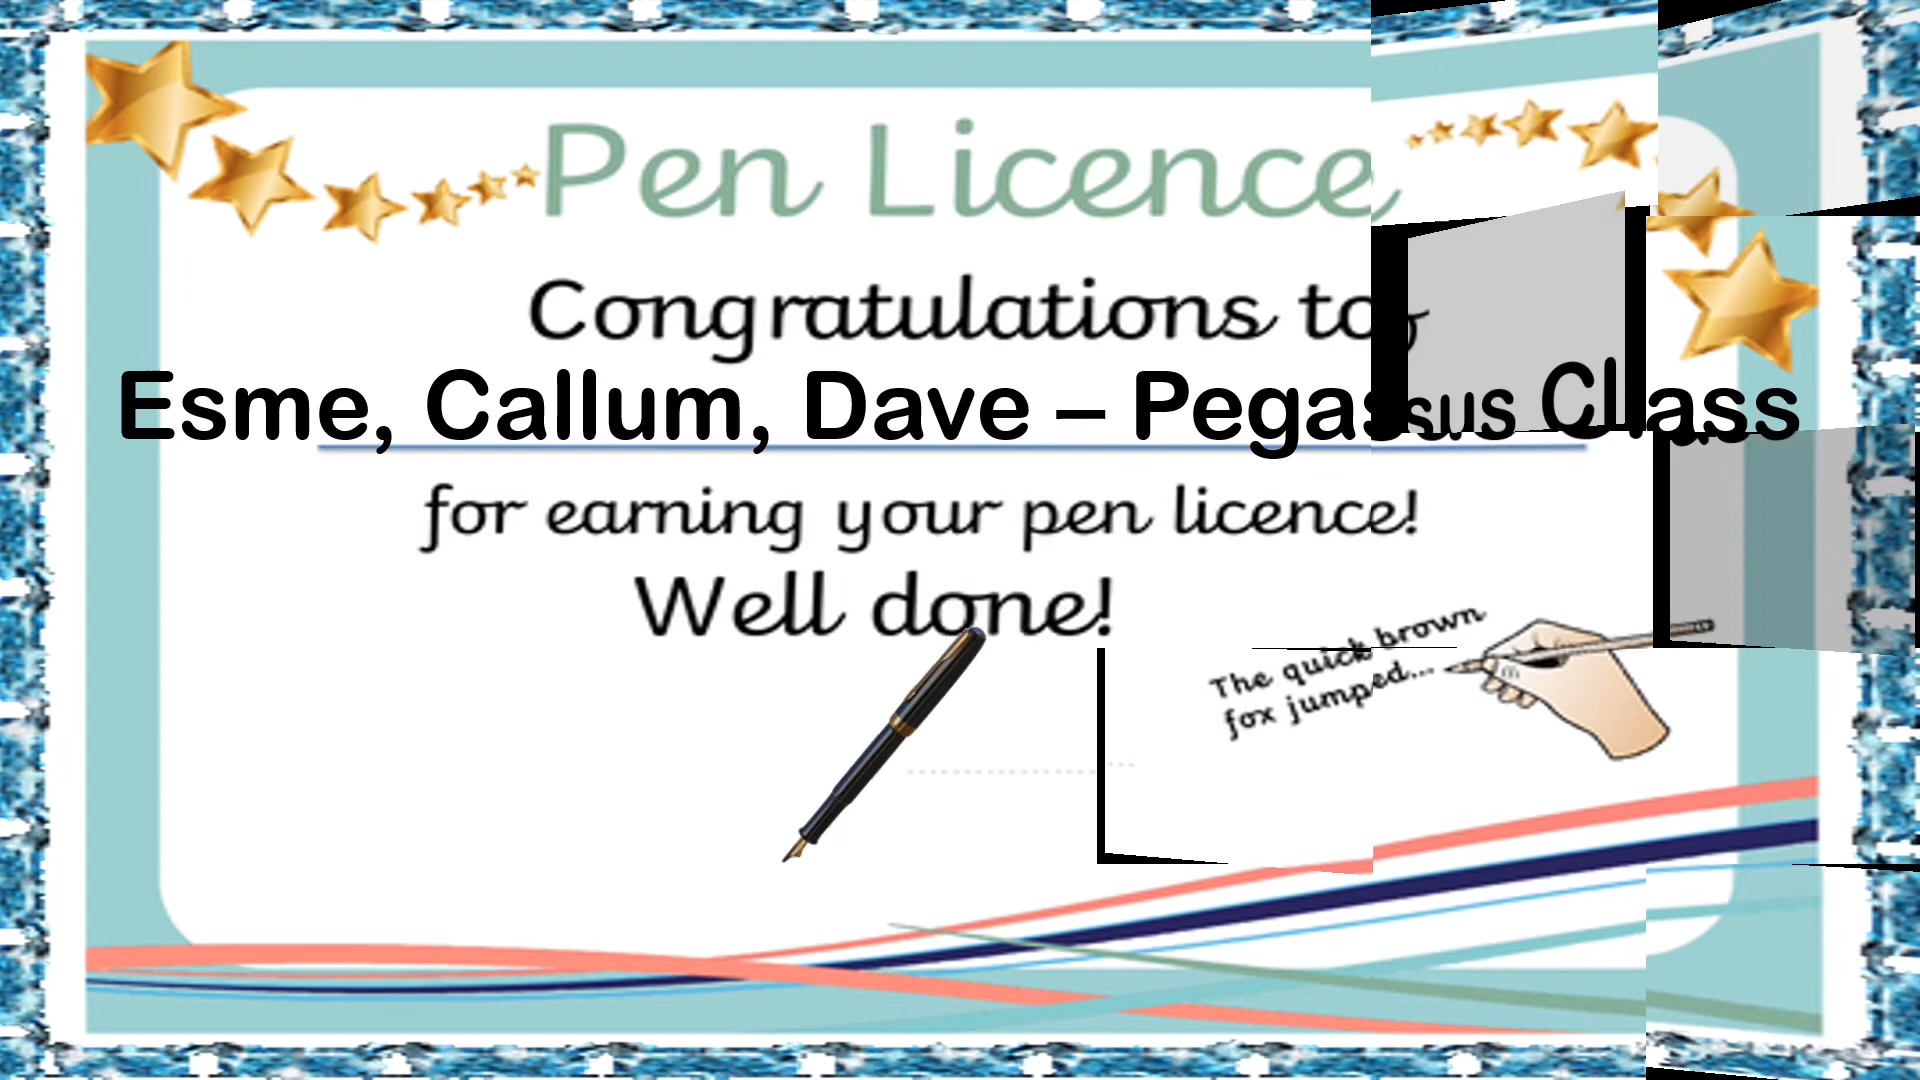 Pen Licence
Congratulations to
Esme, Callum, Dave – Pegasus Class
for earning your pen licence!
Well done!
The quick brown
fox jumped...